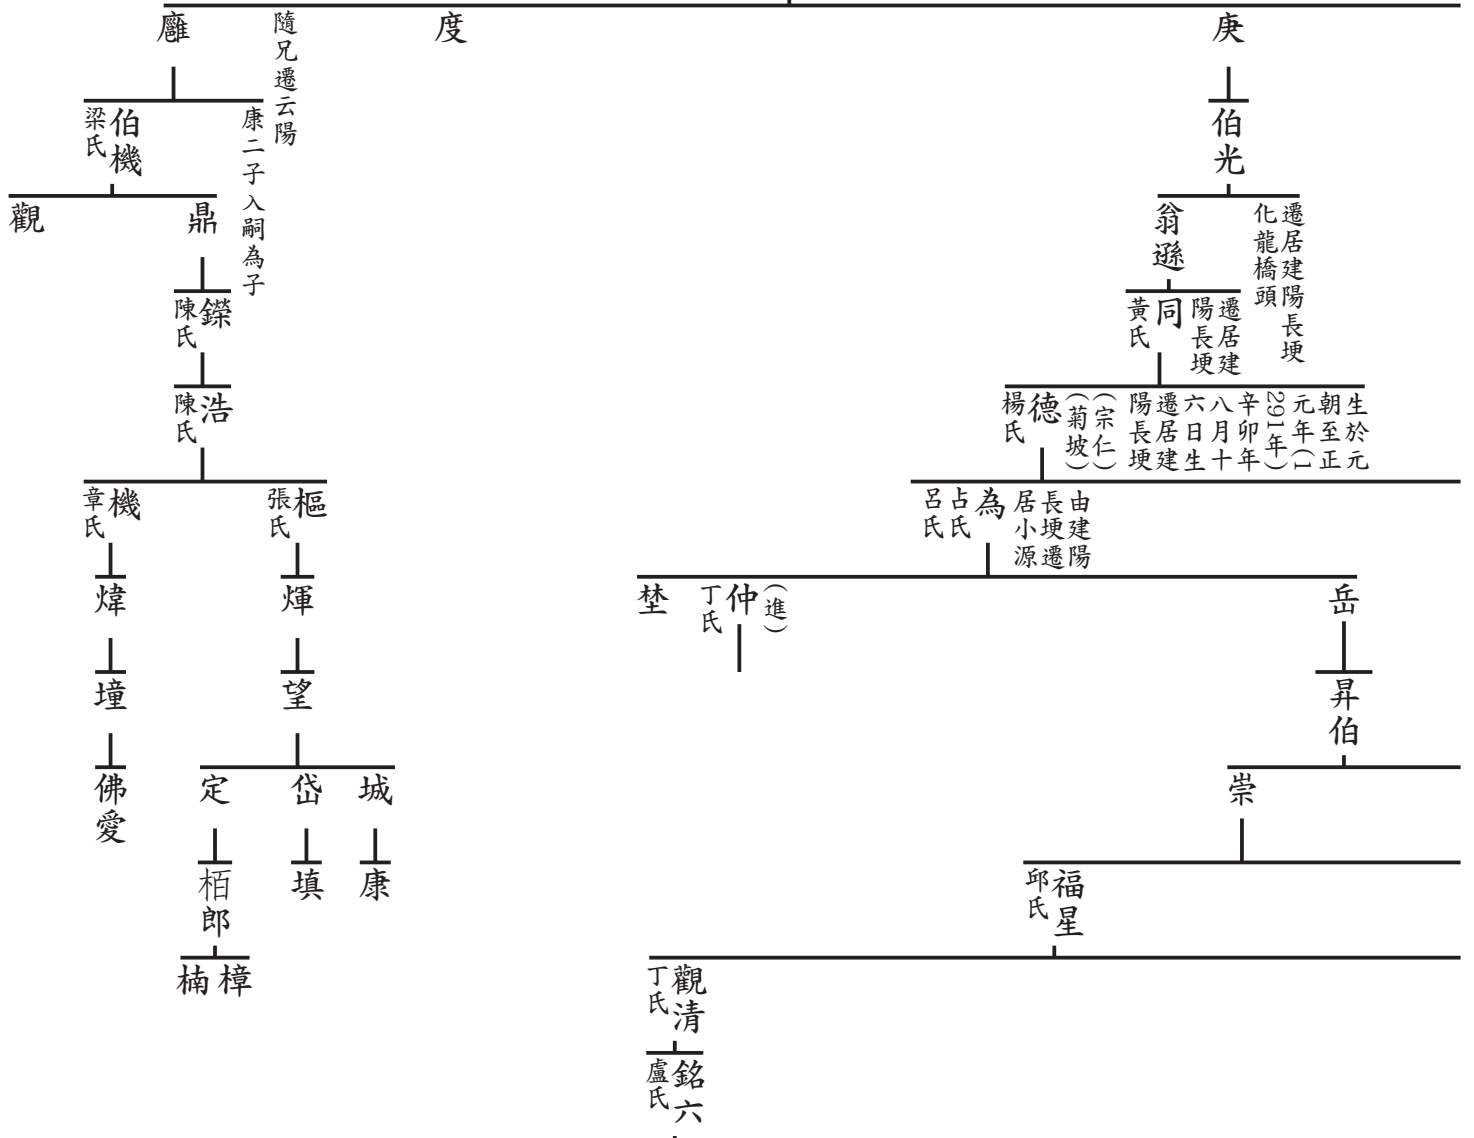 庚
度
隨兄遷云陽
廱
伯光
康二子入嗣為子
伯機
梁氏
遷居建陽長埂
化龍橋頭
翁遜
鼎
觀
遷居建
陽長埂
同
黃氏
鑅
陳氏
生於元
朝至正
元年(1
291年)
辛卯年
八月十
六日生
遷居建
陽長埂
(宗仁)
(菊坡)
德
楊氏
浩
陳氏
由建陽
長埂遷
居小源
為
占氏
呂氏
樞
張氏
機
章氏
岳
(進)
仲
丁氏
埜
煇
煒
昇伯
望
墥
崇
城
岱
定
佛愛
福星
邱氏
康
填
栢郎
觀清
丁氏
樟
楠
銘六
盧氏